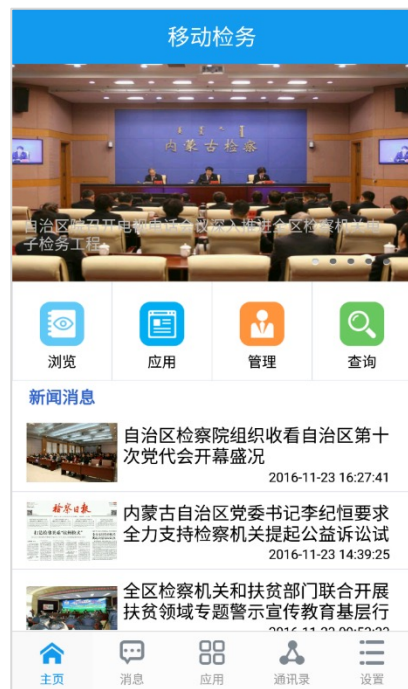 移动检务
内蒙古检察
自治区院召开电视电话会议深入推进全区检察机关电
子检务工程
浏览
应用
管理
查询
新闻消息
自治区检察院组织收看自治区第十
次党代会开幕盛况
2016-11-23 16:27:41
检察日报
内蒙古自治区党委书记李纪恒要求
全力支持检察机关提起公益诉讼试
2016-11-23 14:39:25
全区检察机关和扶贫部门联合开展
扶贫领域专题警示宣传教育基层行
主页
消息
应用
通讯录
设置